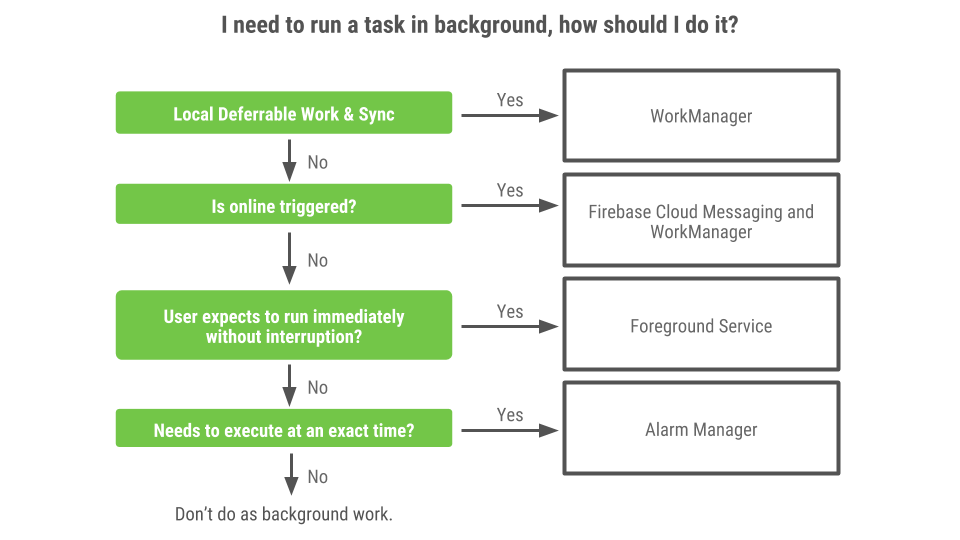 I need to run a task in background, how should I do it?
Local Deferrable Work & Sync
Yes
WorkManager
No
Is online triggered?
Yes
Firebase Cloud Messaging and
WorkManager
No
User expects to run immediately
without interruption?
Yes
Foreground Service
No
Needs to execute at an exact time?
Yes
Alarm Manager
No
Don’t do as background work.